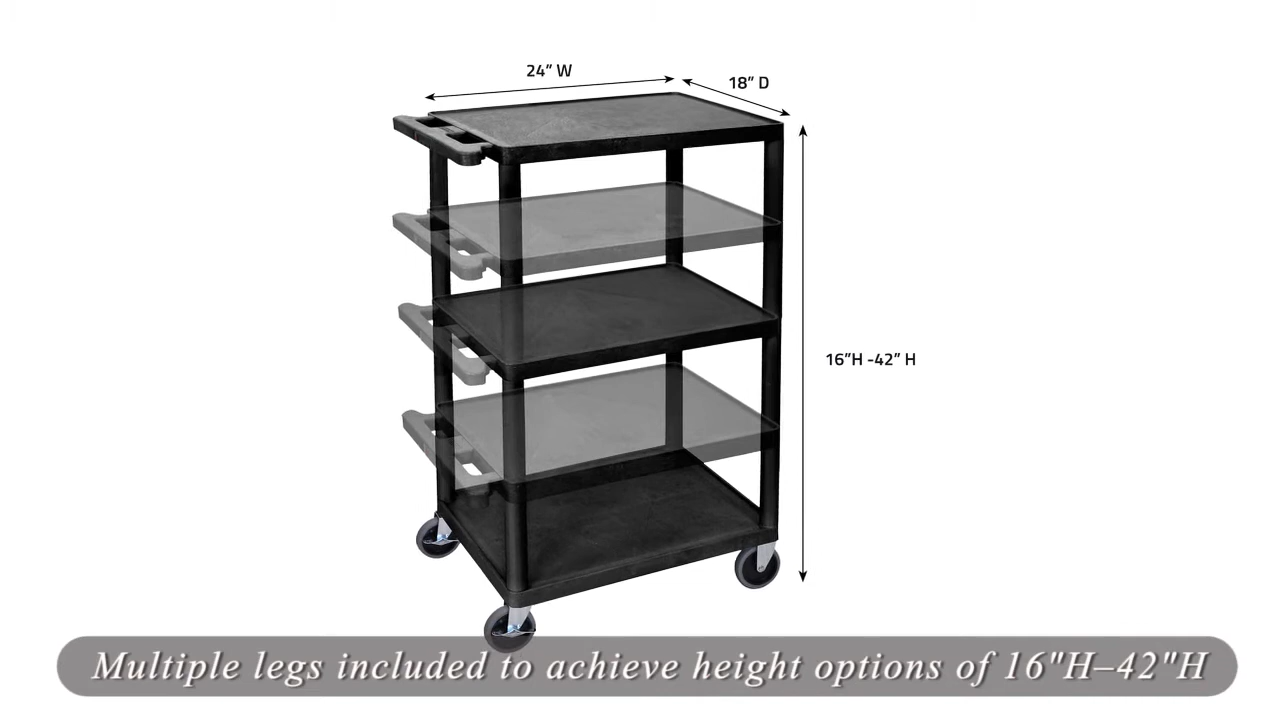 24” W
18” D
16”H -42” H
Multiple legs included to achieve height options of 16"H–42"H